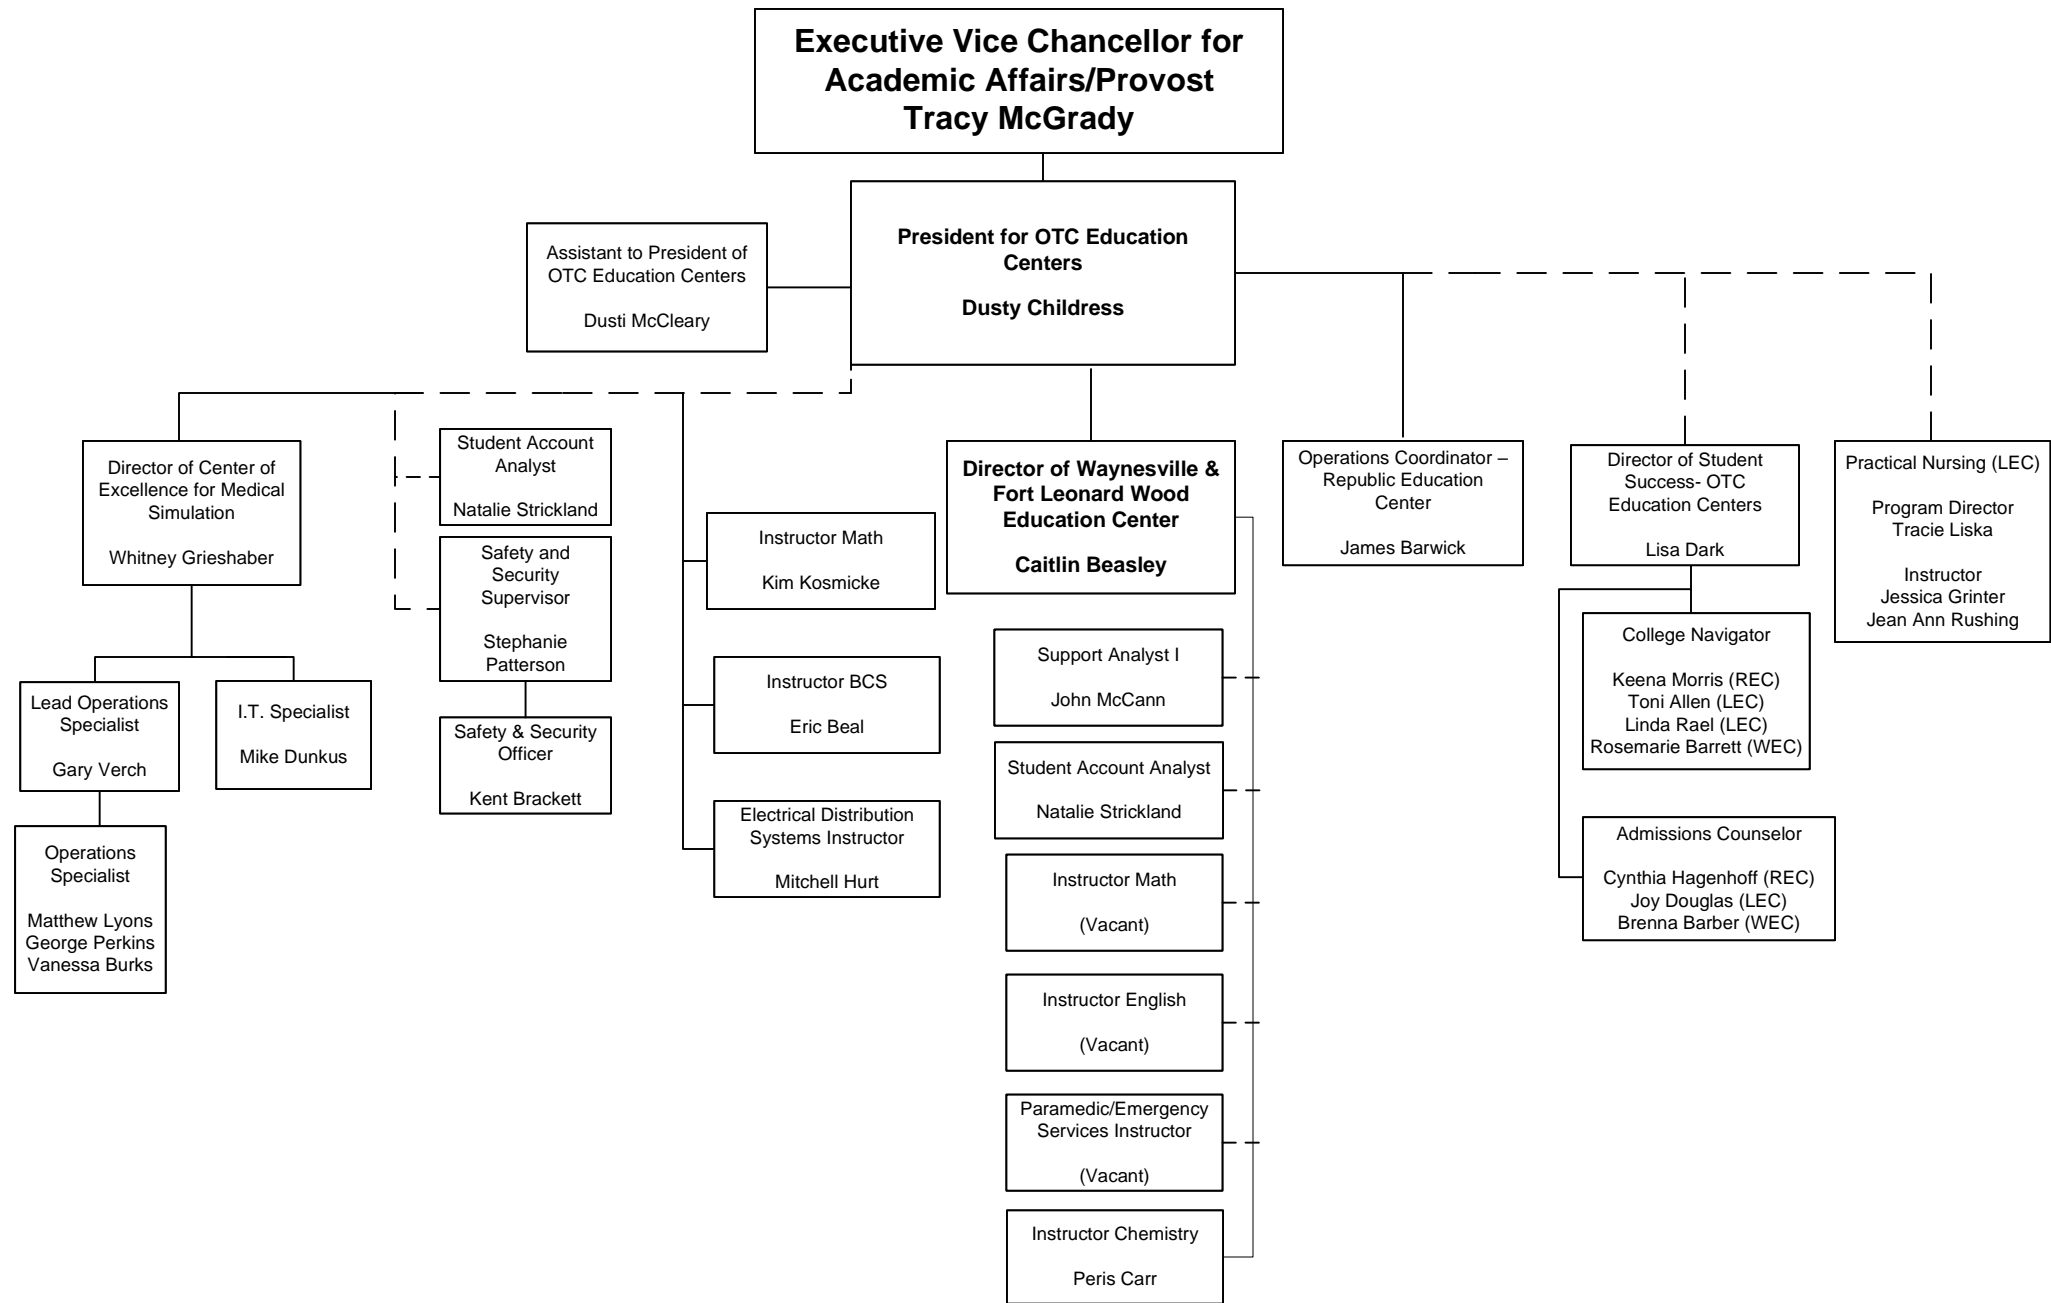 Executive Vice Chancellor for
Academic Affairs/Provost
Tracy McGrady
President for OTC Education
Centers
Dusty Childress
Assistant to President of
OTC Education Centers
Dusti McCleary
Director of Center of
Excellence for Medical
Simulation
Whitney Grieshaber
Lead Operations
Specialist
Gary Verch
I.T. Specialist
Mike Dunkus
Operations
Specialist
Matthew Lyons
George Perkins
Vanessa Burks
Student Account
Analyst
Natalie Strickland
Safety and
Security
Supervisor
Stephanie
Patterson
Safety & Security
Officer
Kent Brackett
Instructor Math
Kim Kosmicke
Instructor BCS
Eric Beal
Electrical Distribution
Systems Instructor
Mitchell Hurt
Director of Waynesville &
Fort Leonard Wood
Education Center
Caitlin Beasley
Support Analyst I
John McCann
Student Account Analyst
Natalie Strickland
Instructor Math
(Vacant)
Instructor English
(Vacant)
Paramedic/Emergency
Services Instructor
(Vacant)
Instructor Chemistry
Peris Carr
Operations Coordinator –
Republic Education
Center
James Barwick
Director of Student
Success- OTC
Education Centers
Lisa Dark
College Navigator
Keena Morris (REC)
Toni Allen (LEC)
Linda Rael (LEC)
Rosemarie Barrett (WEC)
Admissions Counselor
Cynthia Hagenhoff (REC)
Joy Douglas (LEC)
Brenna Barber (WEC)
Practical Nursing (LEC)
Program Director
Tracie Liska
Instructor
Jessica Grinter
Jean Ann Rushing